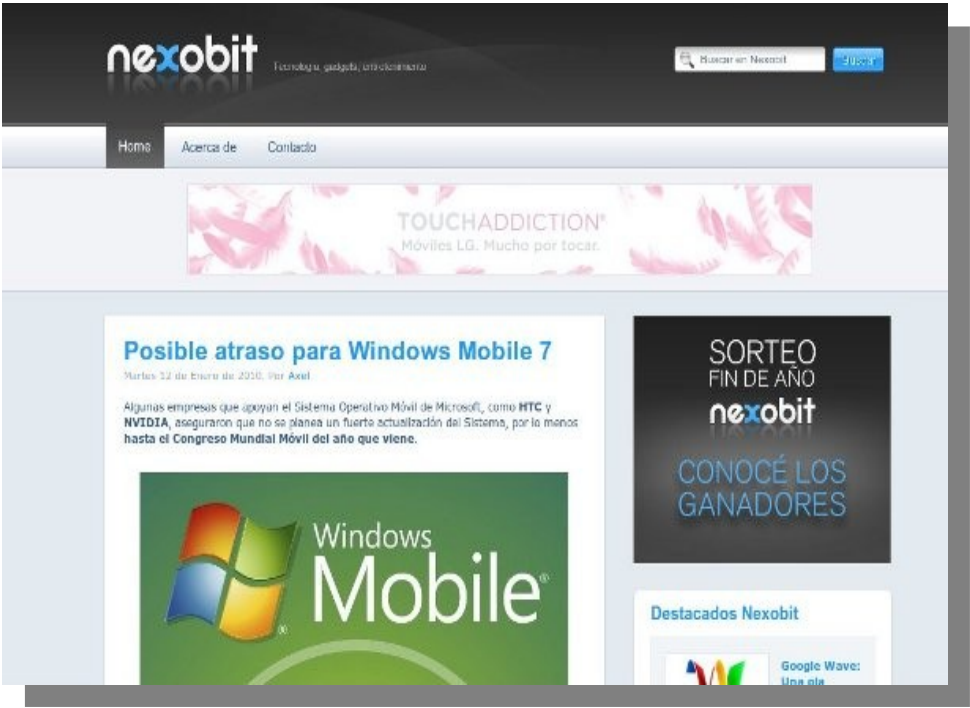 nexobit
Tecnología, gadgets, entretenimiento
Buscar en Nexobit
Buscar
Home
Acerca de
Contacto
TOUCHADDICTION®
Móviles LG. Mucho por tocar.
Posible atraso para Windows Mobile 7
Martes 12 de Enero de 2010. Por Axel
Algunas empresas que apoyan el Sistema Operativo Móvil de Microsoft, como HTC y
NVIDIA, aseguraron que no se planea un fuerte actualización del Sistema, por lo menos
hasta el Congreso Mundial Móvil del año que viene.
Windows
Mobile®
®
SORTEO
FIN DE AÑO
nexobit
CONOCÉ LOS
GANADORES
Destacados Nexobit
Google Wave:
Una